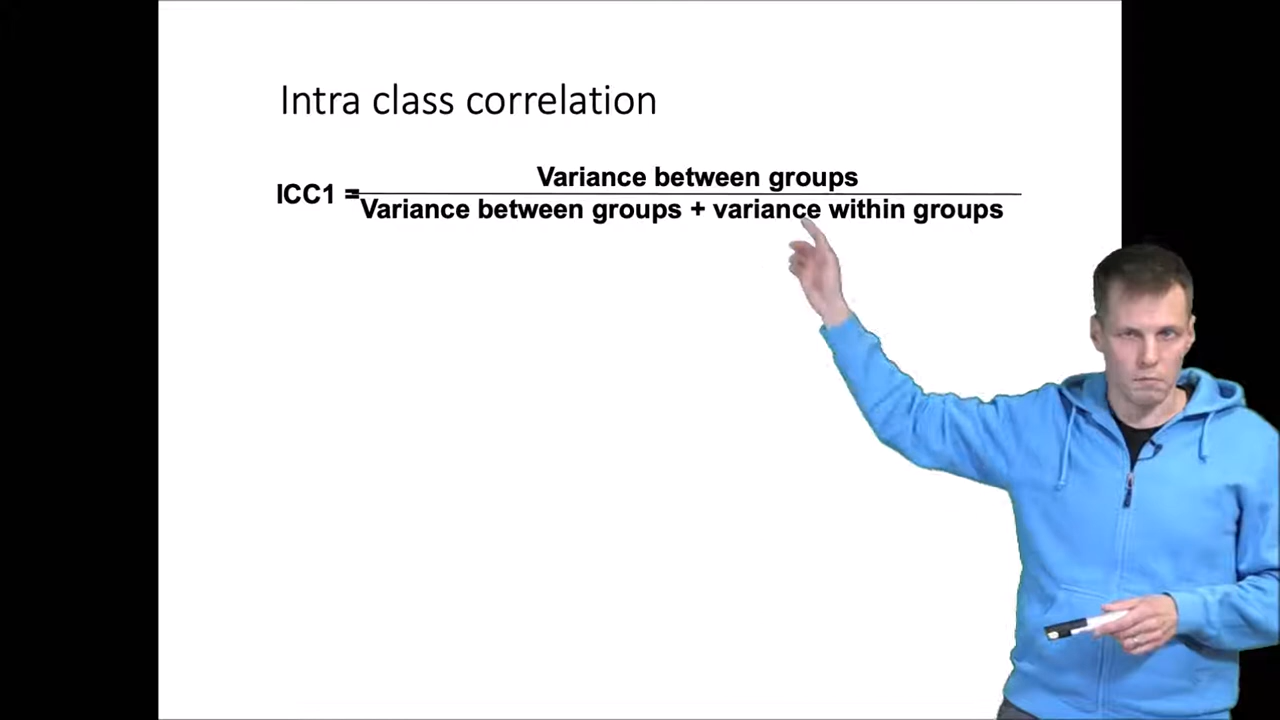 Intra class correlation
Variance between groups
ICC1 =
Variance between groups + variance within groups